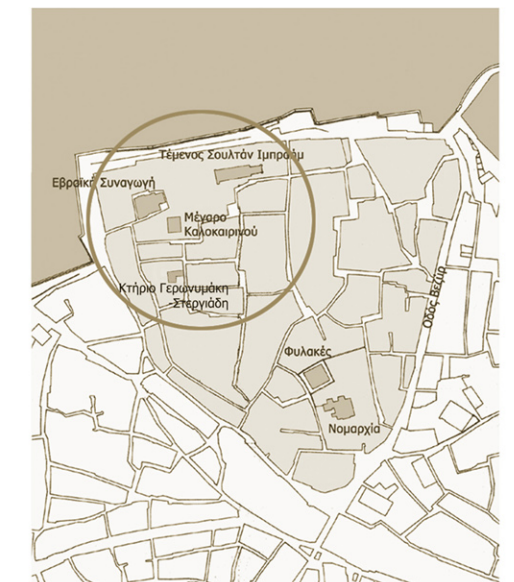 Τέμενος Σουλτάν Ιμπραήμ
Εβραϊκή Συναγωγή
Μέγαρο
Καλοκαιρινού
Κτήριο Γερωνυμάκη
-Στεργιάδη
Οδός Βεζύρ
Φυλακές
Νομαρχία